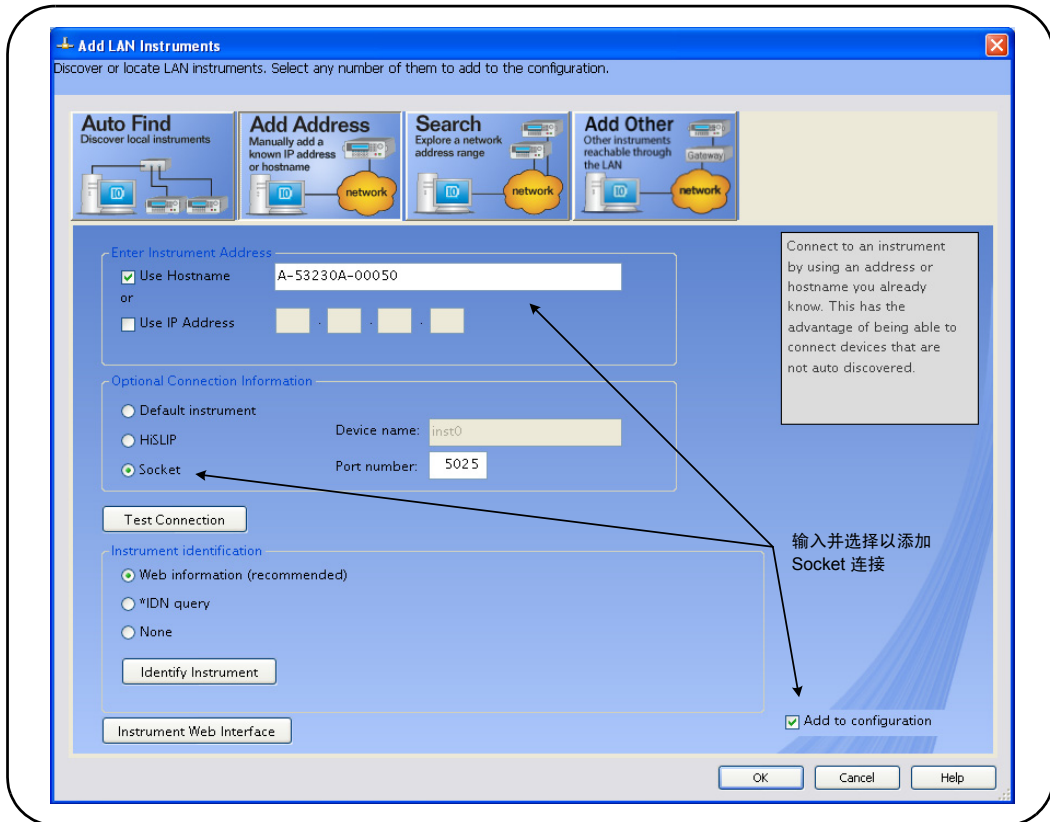 Add LAN Instruments
Discover or locate LAN instruments. Select any number of them to add to the configuration.
Auto Find
Discover local instruments
IO
Add Address
Manually add a
known IP address
or hostname
IO
network
Search
Explore a network
address range
IO
network
Add Other
Other instruments
reachable through
the LAN
Gateway
IO
network
Enter Instrument Address
Use Hostname
A-53230A-00050
or
Use IP Address
. . .
Connect to an instrument
by using an address or
hostname you already
know. This has the
advantage of being able to
connect devices that are
not auto discovered.
Optional Connection Information
Default instrument
HiSLIP
Socket
Device name: inst0
Port number: 5025
Test Connection
输入并选择以添加
Socket 连接
Instrument identification
Web information (recommended)
*IDN query
None
Identify Instrument
Instrument Web Interface
Add to configuration
OK
Cancel
Help